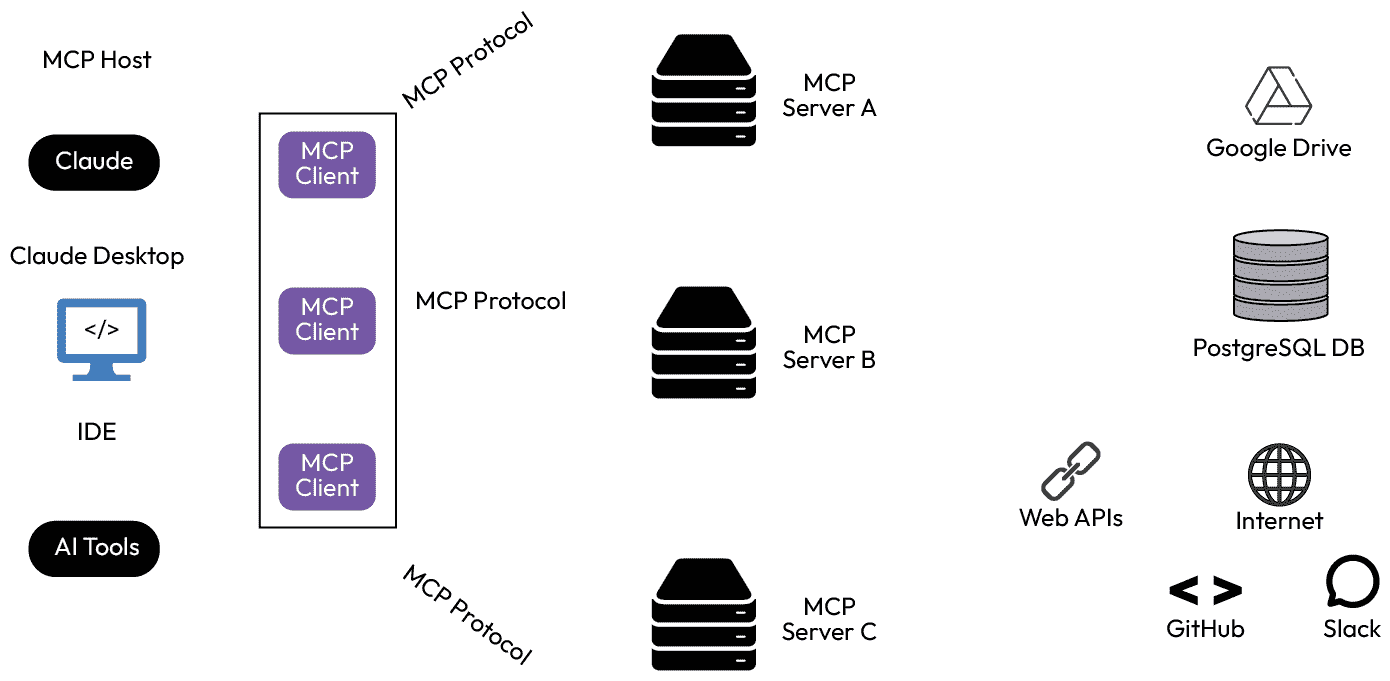 MCP Host
Claude
Claude Desktop
</>
IDE
AI Tools
MCP
Client
MCP
Client
MCP
Client
MCP Protocol
MCP Protocol
MCP Protocol
MCP
Server A
MCP
Server B
MCP
Server C
Google Drive
PostgreSQL DB
Web APIs
Internet
< >
GitHub
Slack